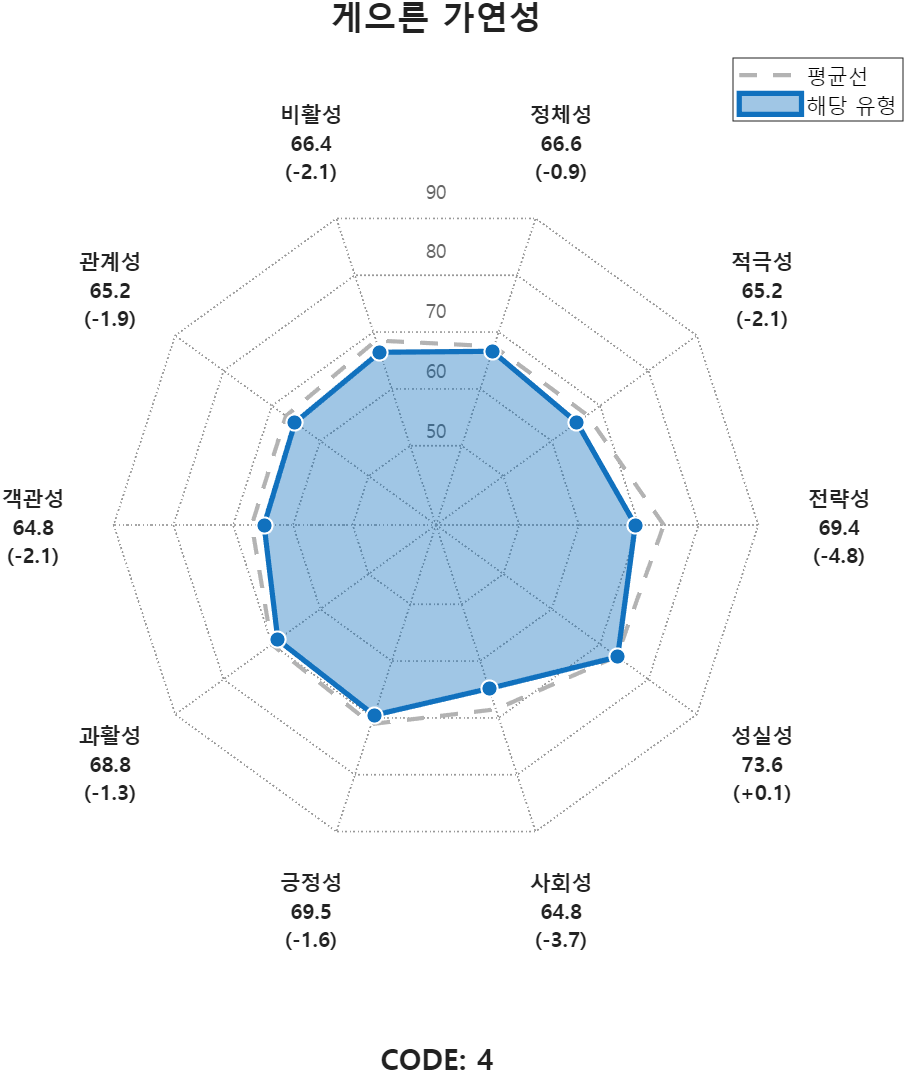 게으른 가연성
평균선
해당 유형
비활성
66.4
(-2.1)
정체성
66.6
(-0.9)
90
80
70
60
50
관계성
65.2
(-1.9)
적극성
65.2
(-2.1)
객관성
64.8
(-2.1)
전략성
69.4
(-4.8)
과활성
68.8
(-1.3)
성실성
73.6
(+0.1)
긍정성
69.5
(-1.6)
사회성
64.8
(-3.7)
CODE: 4